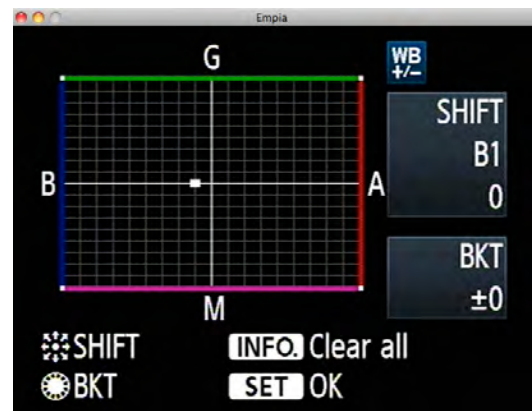 Empia
G
WB
+/-
SHIFT
B1
0
B
A
BKT
±0
M
SHIFT
INFO. Clear all
BKT
SET OK